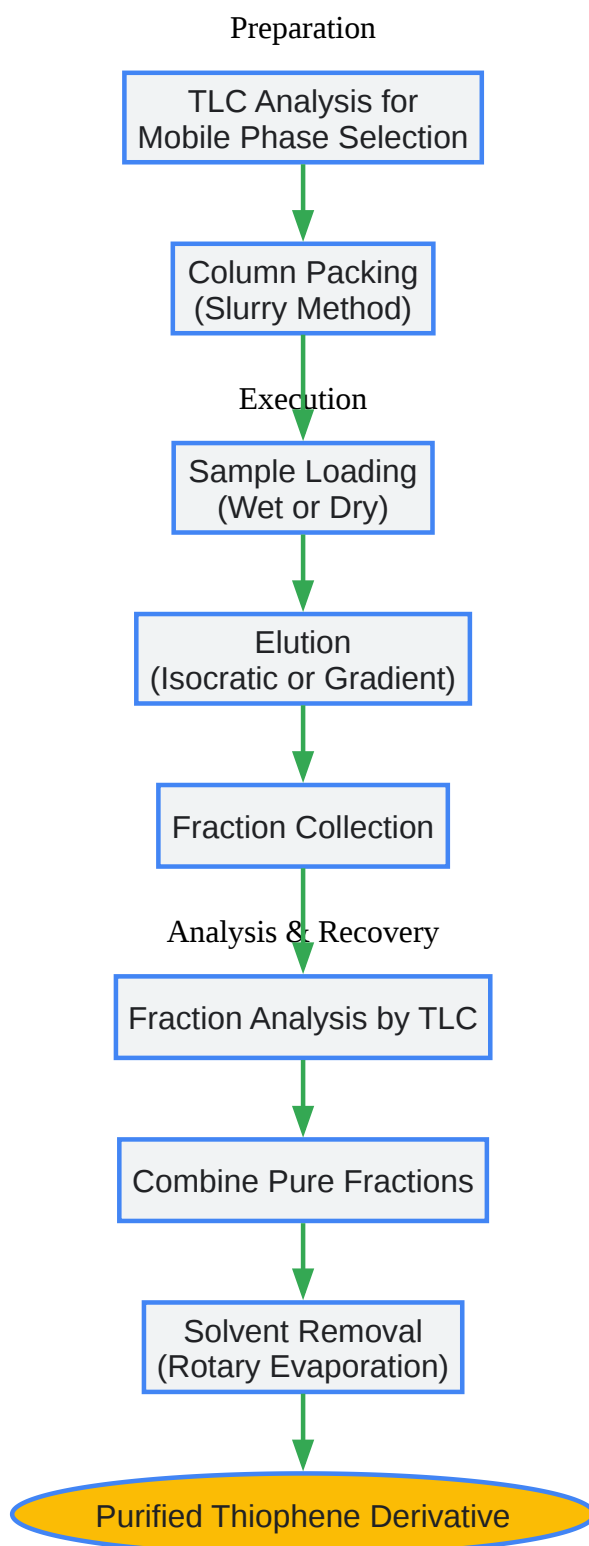 Preparation
TLC Analysis for
Mobile Phase Selection
Column Packing
(Slurry Method)
Execution
Sample Loading
(Wet or Dry)
Elution
(Isocratic or Gradient)
Fraction Collection
Analysis & Recovery
Fraction Analysis by TLC
Combine Pure Fractions
Solvent Removal
(Rotary Evaporation)
Purified Thiophene Derivative